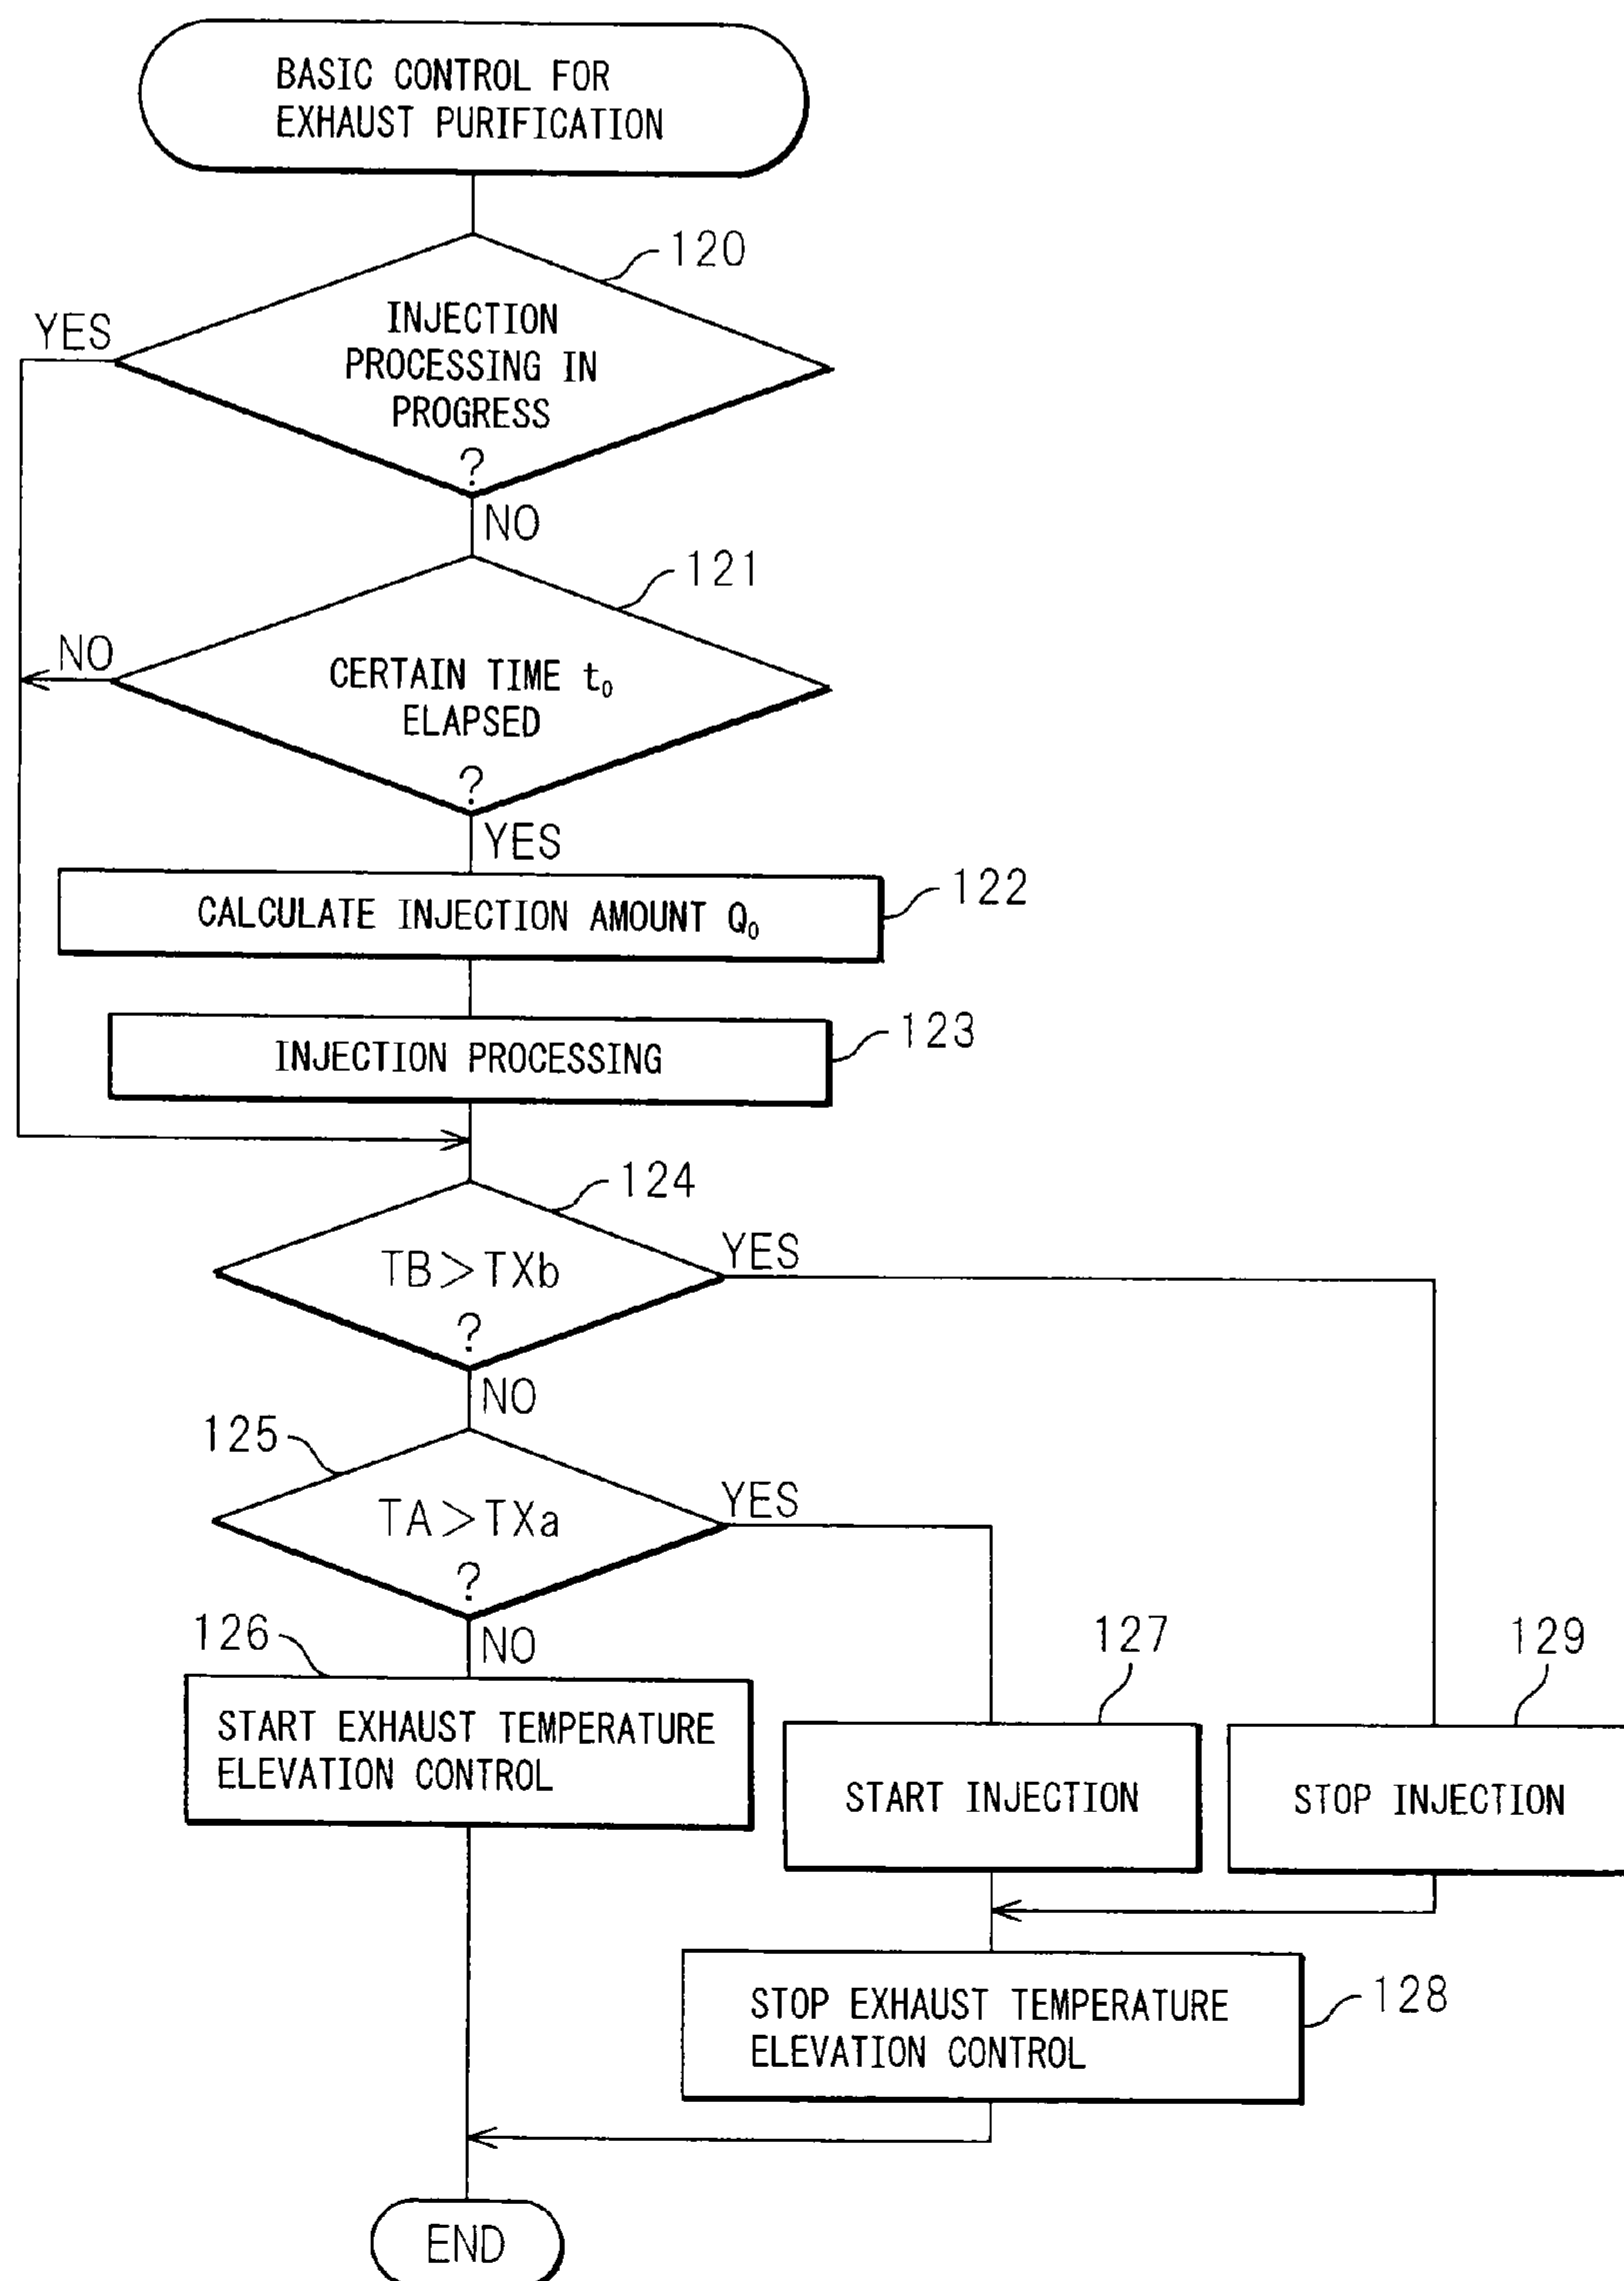 BASIC CONTROL FOR
EXHAUST PURIFICATION
120
YES
INJECTION
PROCESSING IN
PROGRESS
?
NO
121
NO
CERTAIN TIME t₀
ELAPSED
?
YES
122
CALCULATE INJECTION AMOUNT Q₀
123
INJECTION PROCESSING
124
TB>TXb
?
YES
NO
125
TA>TXa
?
YES
NO
126
START EXHAUST TEMPERATURE
ELEVATION CONTROL
127
START INJECTION
129
STOP INJECTION
STOP EXHAUST TEMPERATURE
ELEVATION CONTROL
128
END